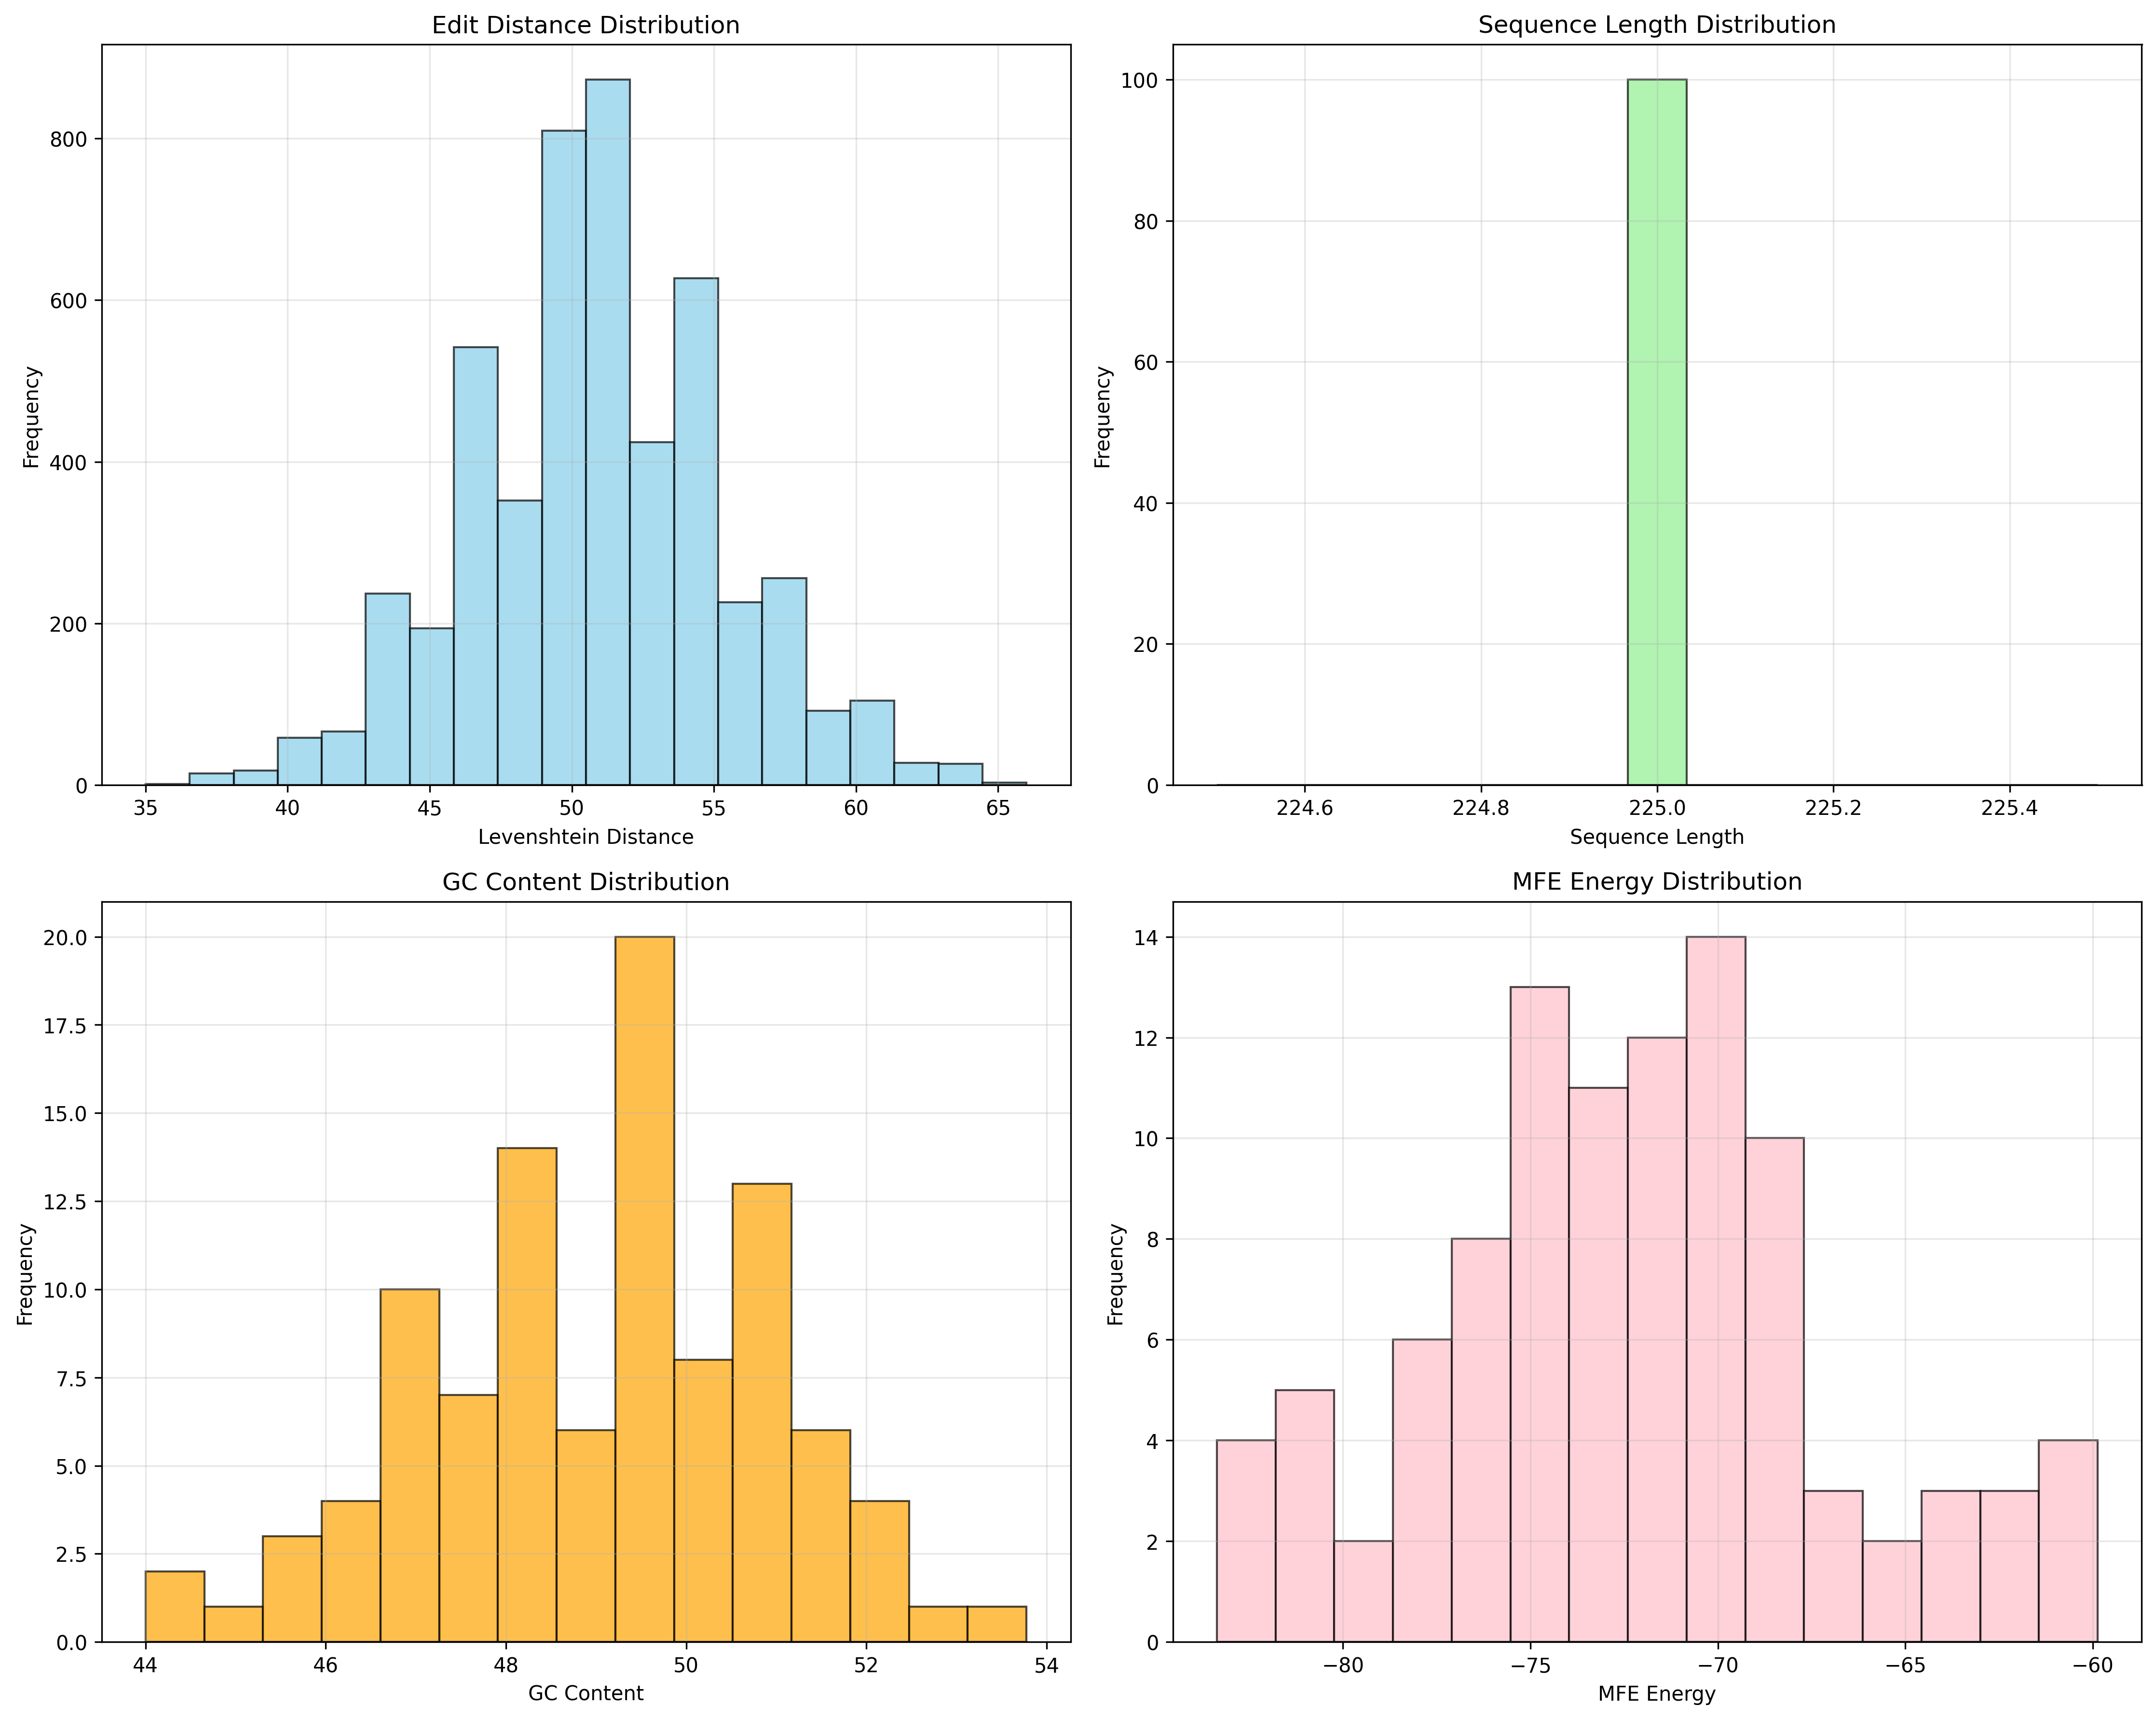 Edit Distance Distribution
Frequency
800
600
400
200
0
35 40 45 50 55 60 65
Levenshtein Distance
Sequence Length Distribution
Frequency
100
80
60
40
20
0
224.6 224.8 225.0 225.2 225.4
Sequence Length
GC Content Distribution
Frequency
20.0
17.5
15.0
12.5
10.0
7.5
5.0
2.5
0.0
44 46 48 50 52 54
GC Content
MFE Energy Distribution
Frequency
14
12
10
8
6
4
2
0
−80 −75 −70 −65 −60
MFE Energy